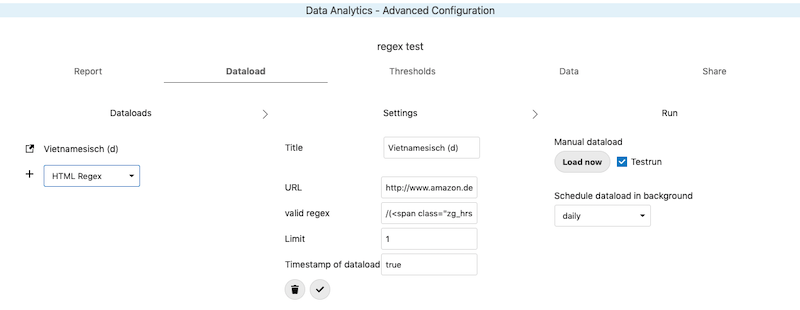 Data Analytics - Advanced Configuration
regex test
Report Dataload Thresholds Data Share
Dataloads Settings Run
Vietnamesisch (d)
HTML Regex
Title Vietnamesisch (d)
URL http://www.amazon.de
valid regex /(<span class="zg_hrs
Limit 1
Timestamp of dataload true
Manual dataload
Load now Testrun
Schedule dataload in background
daily